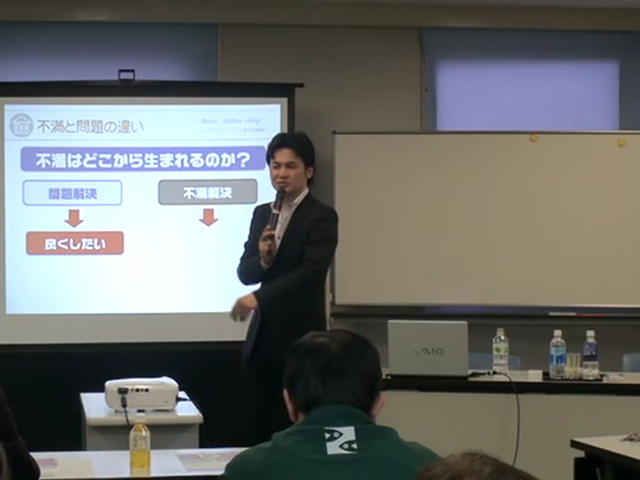 不満と問題の違い
不満はどこから生まれるのか?
問題解決
不満解決
良くしたい
VAIO